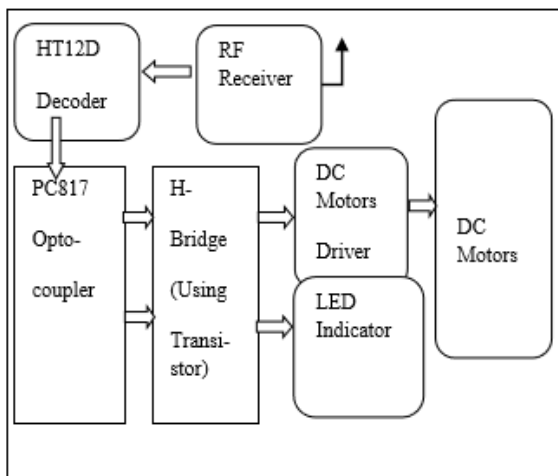 HT12D
Decoder
RF
Receiver
PC817
Opto-
coupler
H-
Bridge
(Using
Transi-
stor)
DC
Motors
Driver
LED
Indicator
DC
Motors